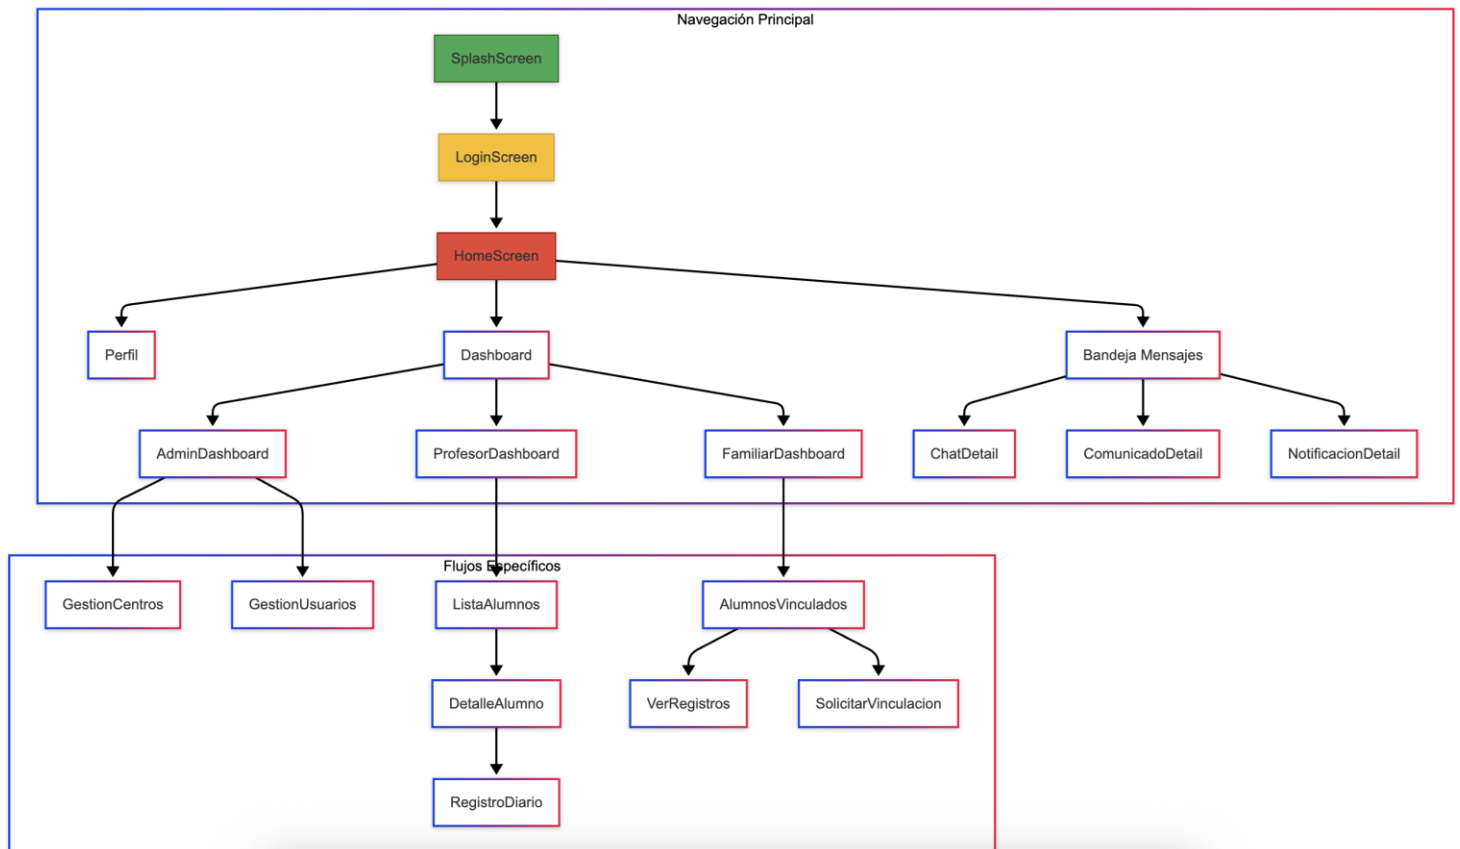 Navegación Principal
SplashScreen
LoginScreen
HomeScreen
Perfil
Dashboard
Bandeja Mensajes
AdminDashboard
ProfesorDashboard
FamiliarDashboard
ChatDetail
ComunicadoDetail
NotificacionDetail
Flujos Específicos
GestionCentros
GestionUsuarios
ListaAlumnos
AlumnosVinculados
DetalleAlumno
VerRegistros
SolicitarVinculacion
RegistroDiario